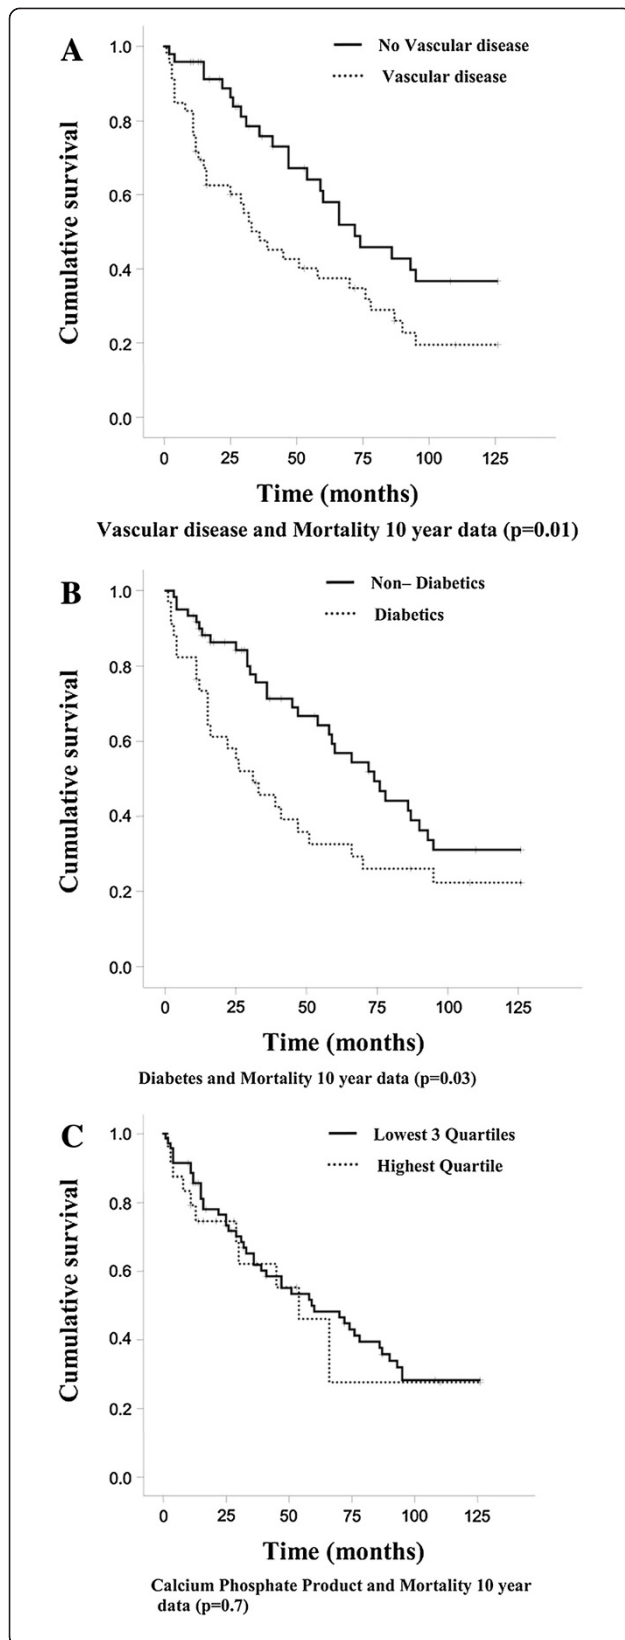 A
No Vascular disease
Vascular disease
1.0
0.8
0.6
0.4
0.2
0.0
Cumulative survival
0 25 50 75 100 125
Time (months)
Vascular disease and Mortality 10 year data (p=0.01)
B
Non– Diabetics
Diabetics
1.0
0.8
0.6
0.4
0.2
0.0
Cumulative survival
0 25 50 75 100 125
Time (months)
Diabetes and Mortality 10 year data (p=0.03)
C
Lowest 3 Quartiles
Highest Quartile
1.0
0.8
0.6
0.4
0.2
0.0
Cumulative survival
0 25 50 75 100 125
Time (months)
Calcium Phosphate Product and Mortality 10 year
data (p=0.7)